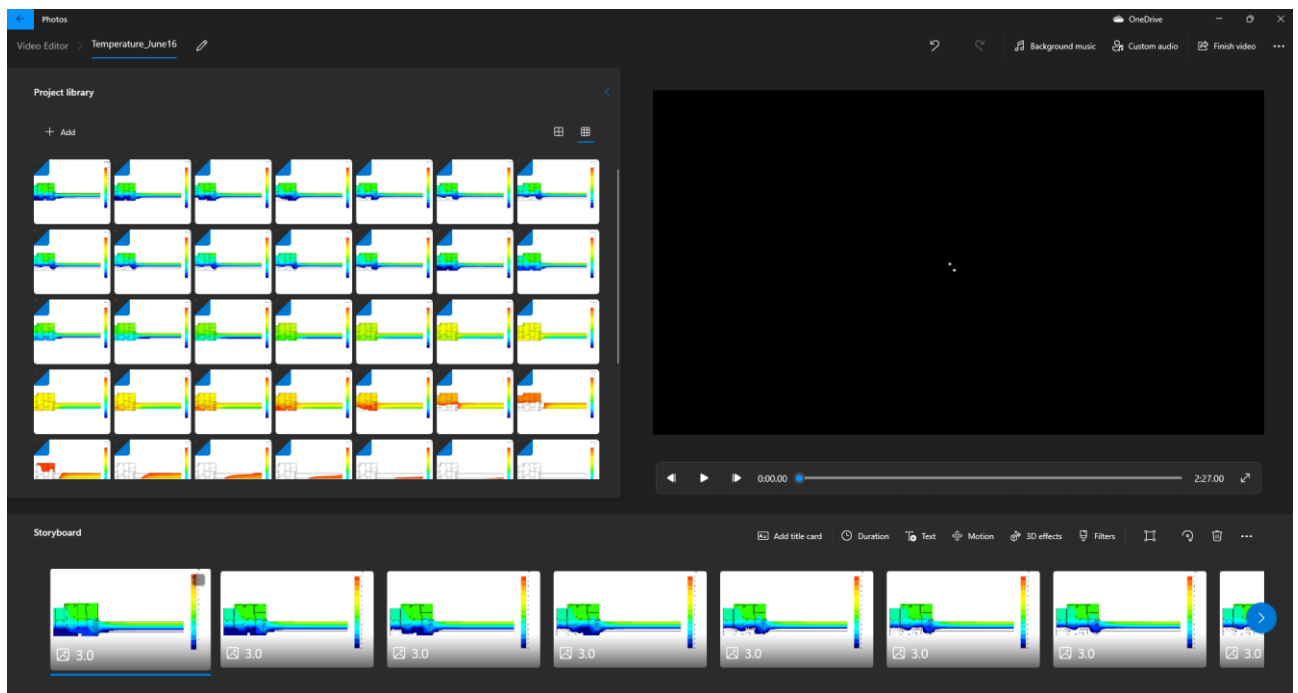 Photos
OneDrive
Video Editor > Temperature_June16
Background music
Custom audio
Finish video
Project library
+ Add
0:00.00
2:27.00
Storyboard
Add title card
Duration
Text
Motion
3D effects
Filters
3.0
3.0
3.0
3.0
3.0
3.0
3.0
3.0